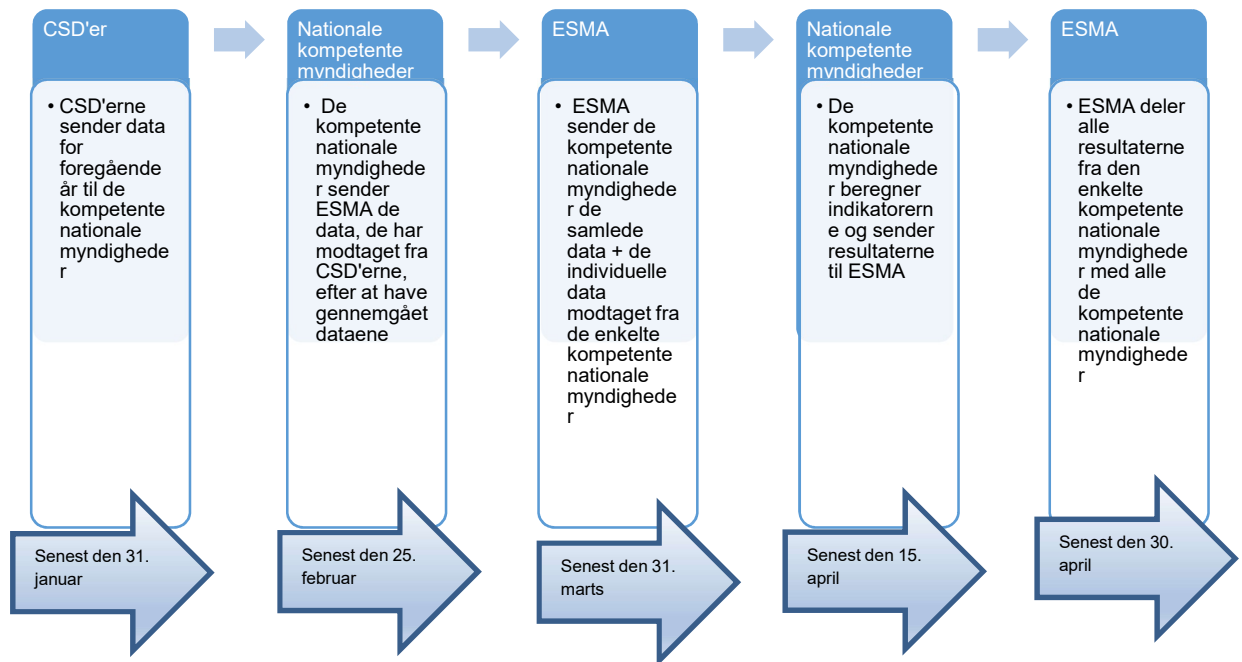 CSD'er
• CSD'erne
sender data
for
foregående
år til de
kompetente
nationale
myndighede
r
Senest den 31.
januar
Nationale
kompetente
myndigheder
• De
kompetente
nationale
myndighede
r sender
ESMA de
data, de har
modtaget fra
CSD'erne,
efter at have
gennemgået
dataene
Senest den 25.
februar
ESMA
• ESMA
sender de
kompetente
nationale
myndighede
r de
samlede
data + de
individuelle
data
modtaget fra
de enkelte
kompetente
nationale
myndighede
r
Senest den 31.
marts
Nationale
kompetente
myndigheder
• De
kompetente
nationale
myndighede
r beregner
indikatorern
e og sender
resultaterne
til ESMA
Senest den 15.
april
ESMA
• ESMA deler
alle
resultaterne
fra den
enkelte
kompetente
nationale
myndighede
r med alle
de
kompetente
nationale
myndighede
r
Senest den 30.
april